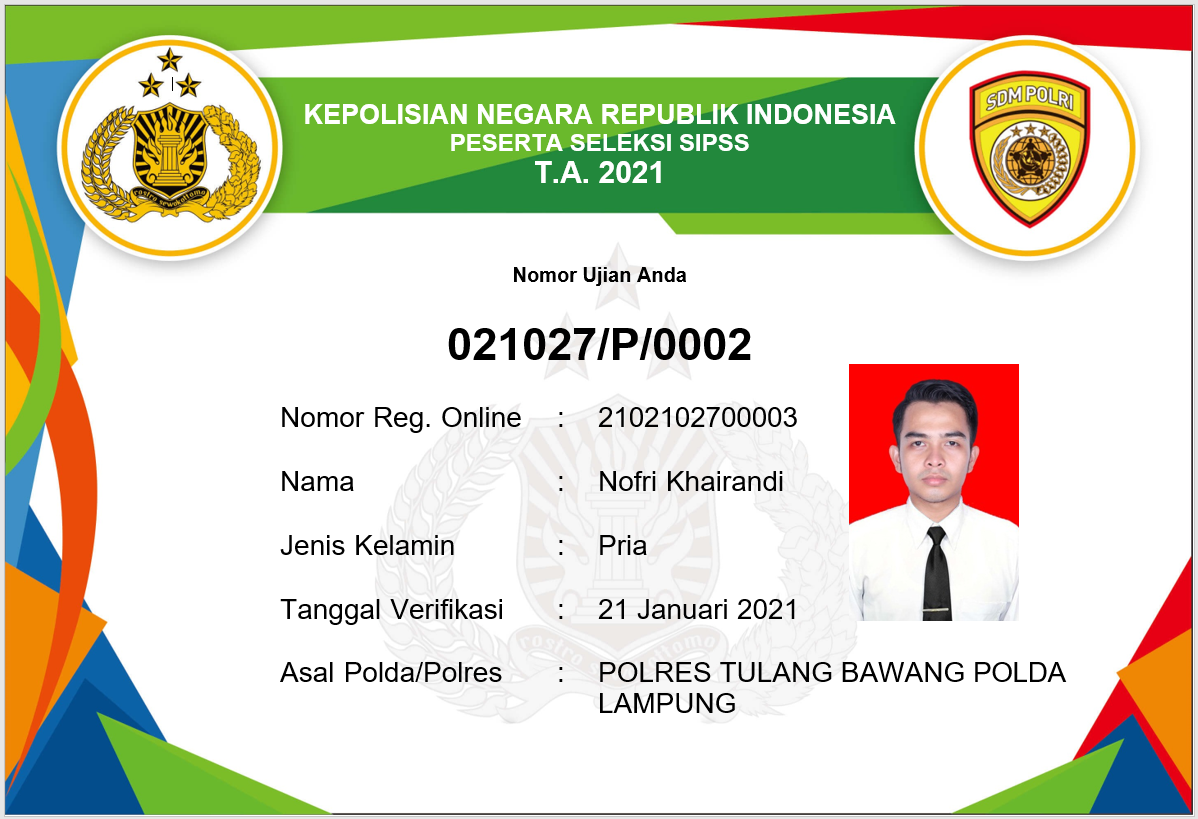 KEPOLISIAN NEGARA REPUBLIK INDONESIA
PESERTA SELEKSI SIPSS
T.A. 2021
rastra sewakottama
SDM POLRI
Nomor Ujian Anda
021027/P/0002
Nomor Reg. Online : 2102102700003
Nama : Nofri Khairandi
Jenis Kelamin : Pria
Tanggal Verifikasi : 21 Januari 2021
Asal Polda/Polres : POLRES TULANG BAWANG POLDA
LAMPUNG